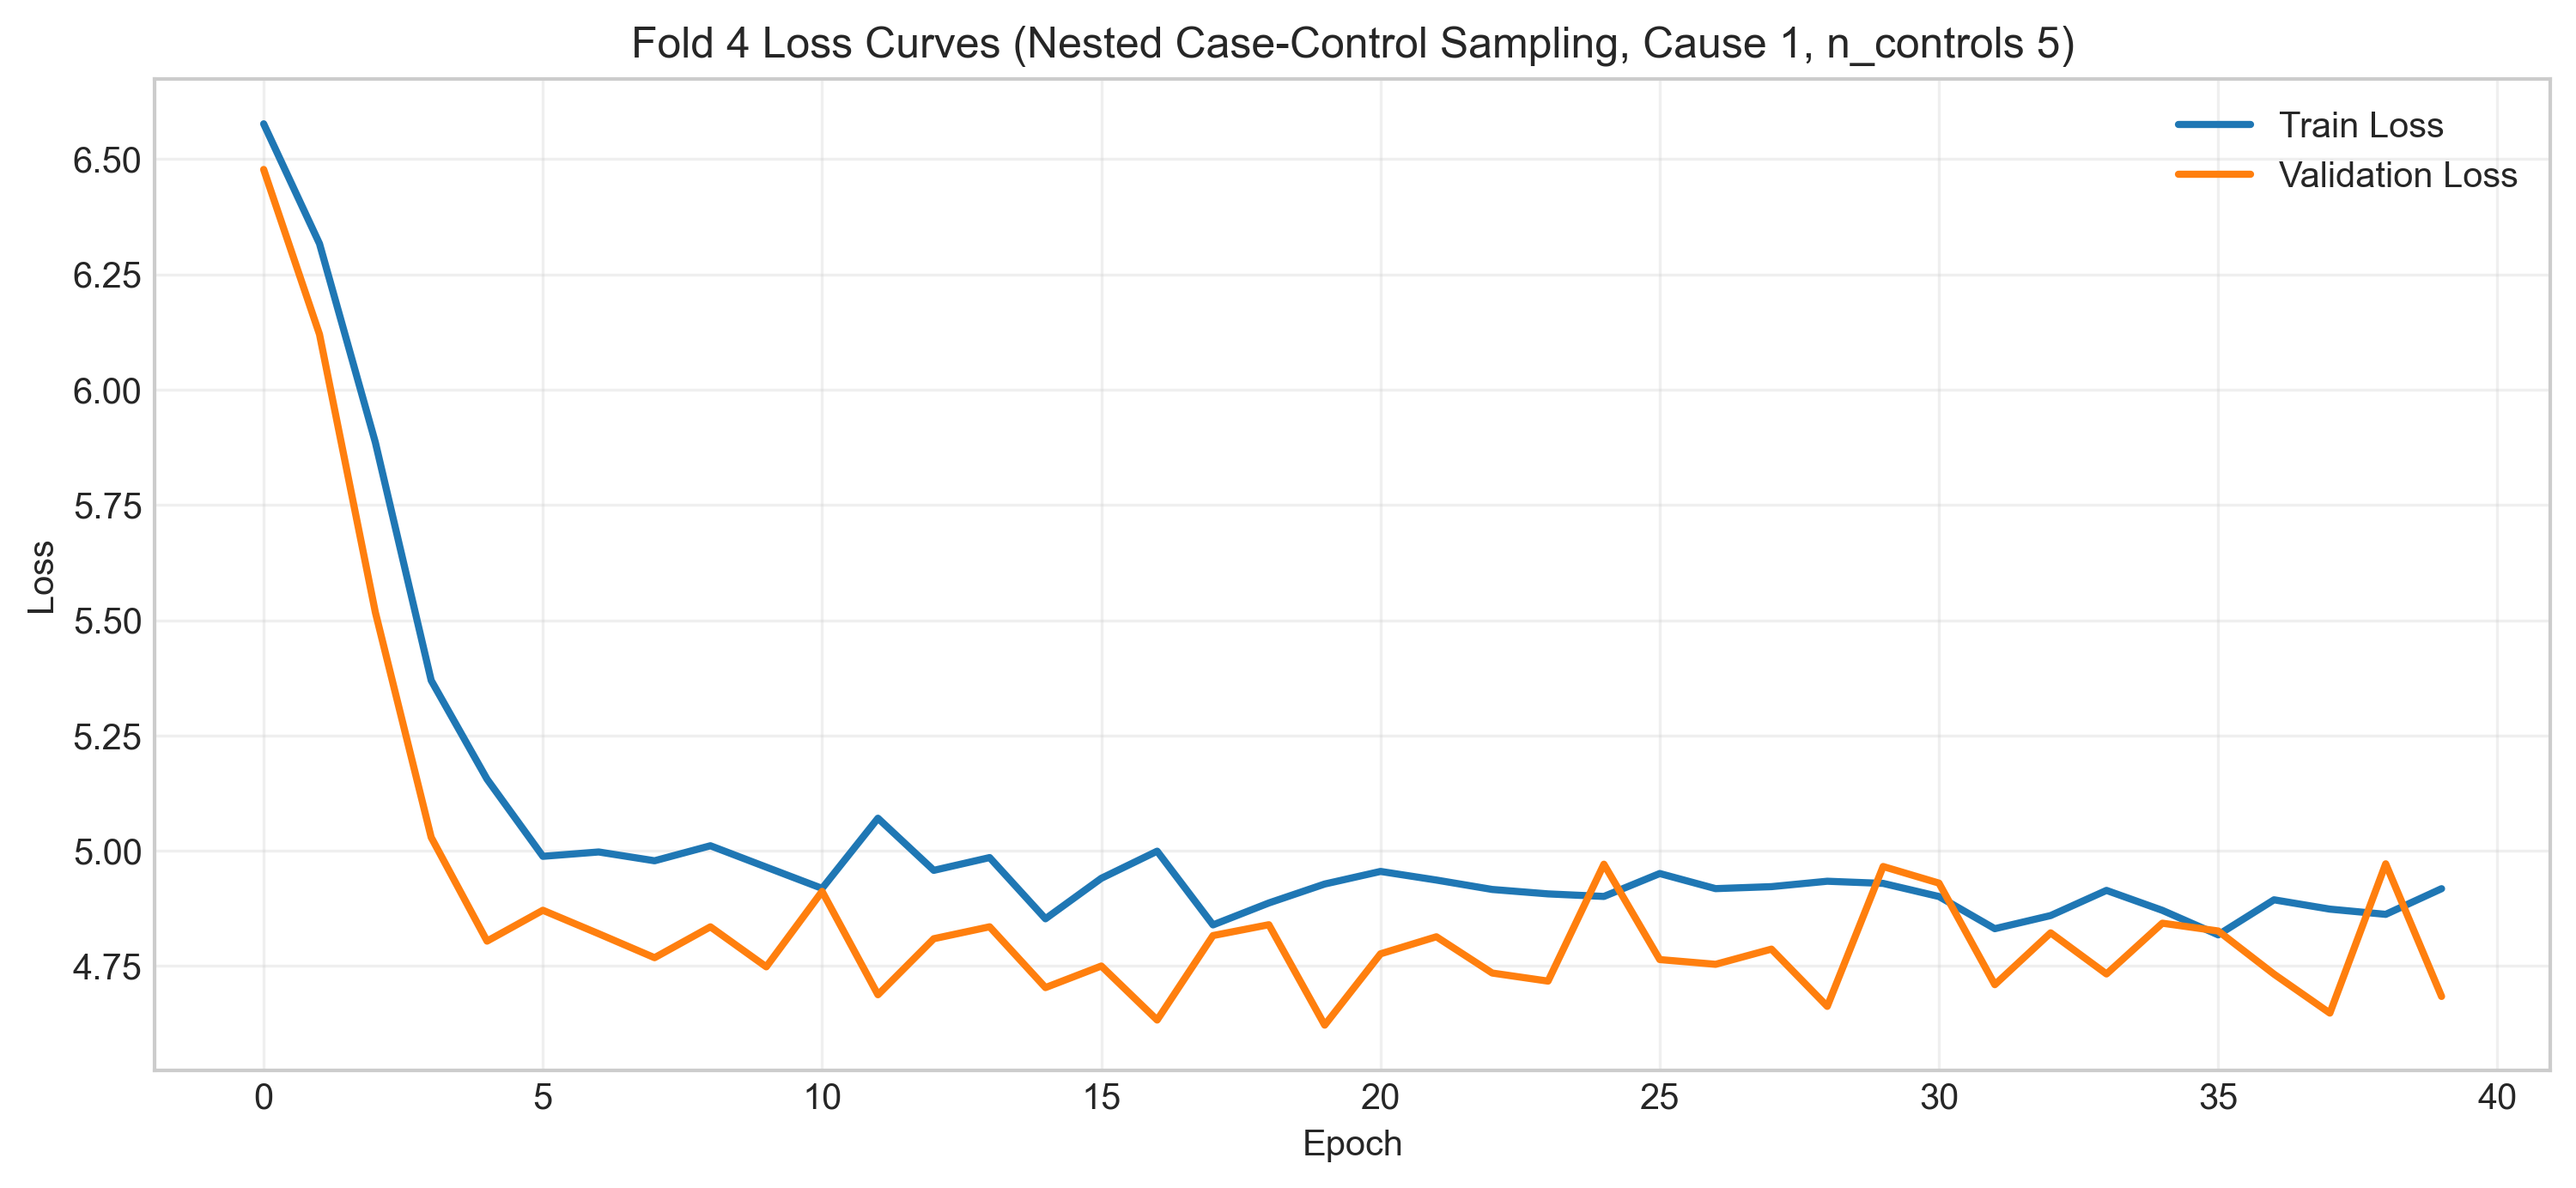 Fold 4 Loss Curves (Nested Case-Control Sampling, Cause 1, n_controls 5)
Train Loss
Validation Loss
6.50
6.25
6.00
5.75
5.50
5.25
5.00
4.75
Loss
0 5 10 15 20 25 30 35 40
Epoch